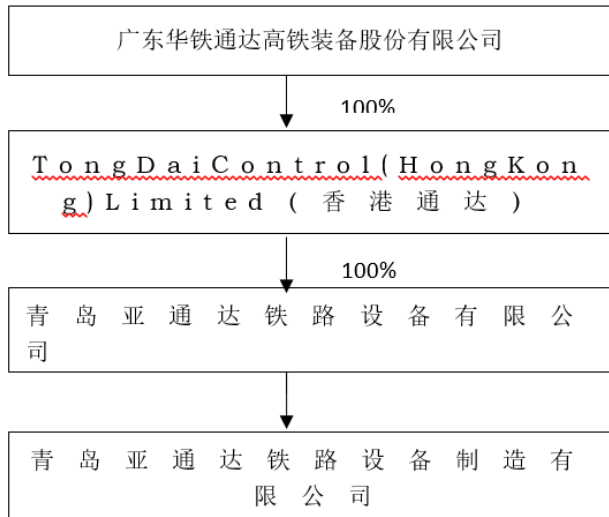 广东华铁通达高铁装备股份有限公司
100%
TongDaiControl(HongKon
g)Limited(香港通达)
100%
青岛亚通达铁路设备有限公
司
青岛亚通达铁路设备制造有
限公司